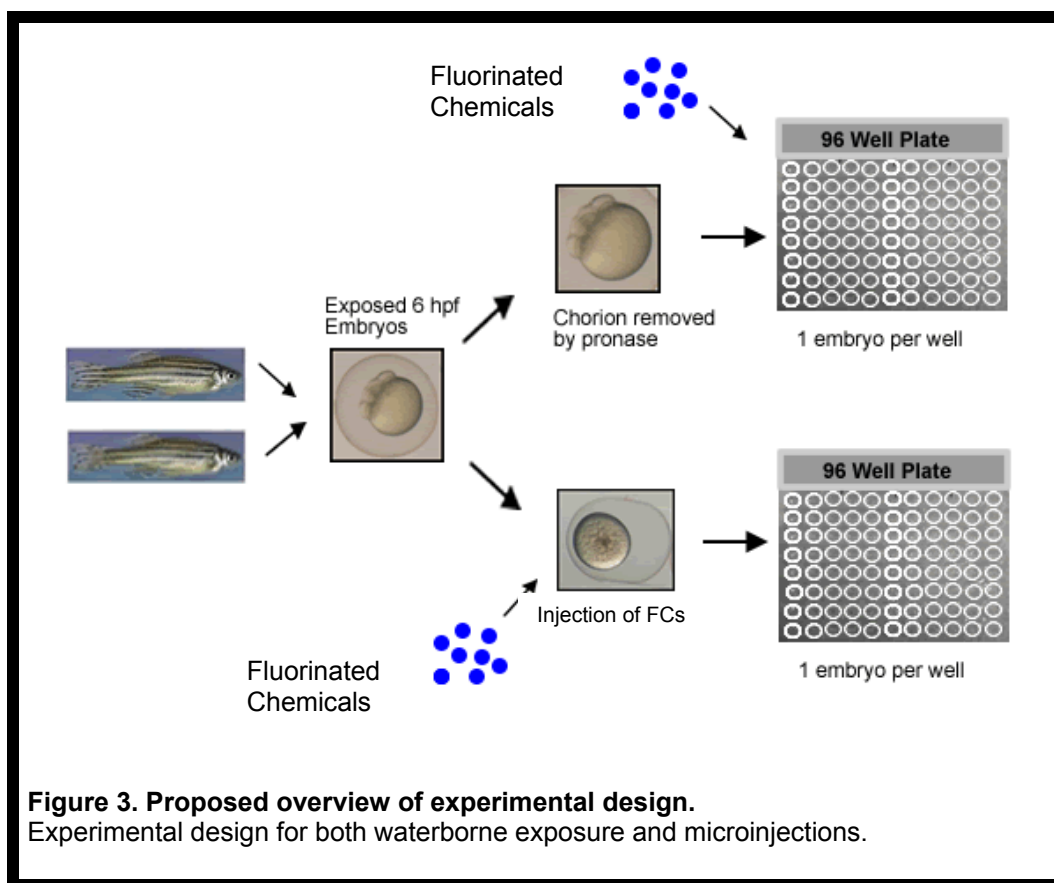 Fluorinated
Chemicals
96 Well Plate
Exposed 6 hpf
Embryos
Chorion removed
by pronase
1 embryo per well
96 Well Plate
Injection of FCs
Fluorinated
Chemicals
1 embryo per well
Figure 3. Proposed overview of experimental design.
Experimental design for both waterborne exposure and microinjections.